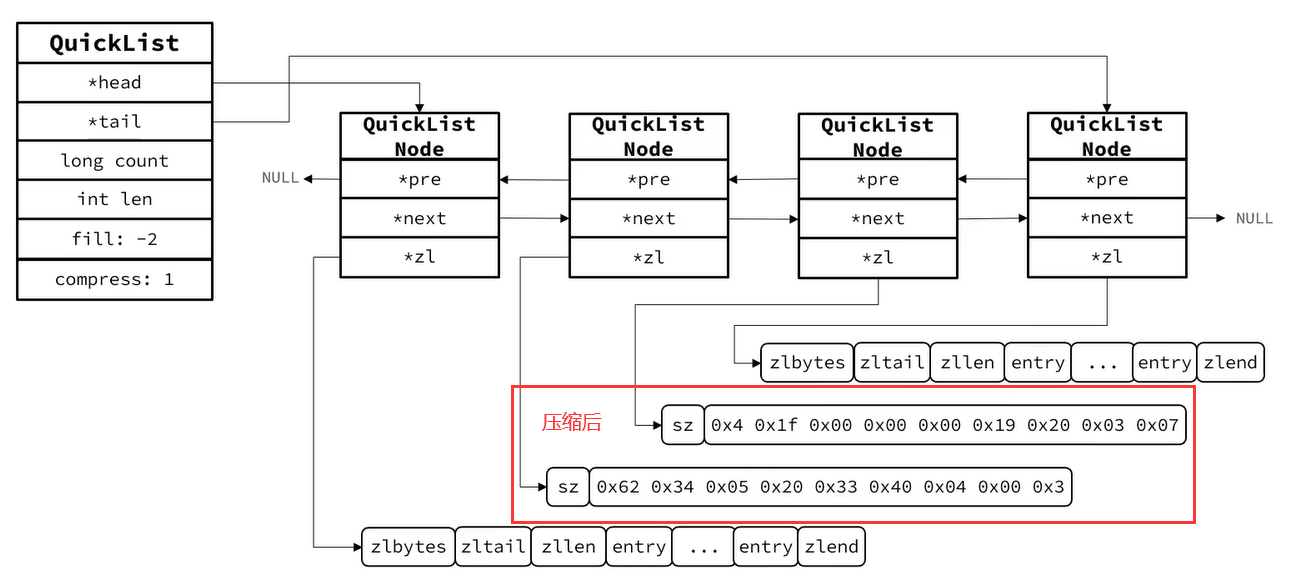 QuickList
*head
*tail
long count
int len
fill: -2
compress: 1
NULL
QuickList
Node
*pre
*next
*zl
QuickList
Node
*pre
*next
*zl
QuickList
Node
*pre
*next
*zl
QuickList
Node
*pre
*next
*zl
NULL
zlbytes zltail zllen entry ... entry zlend
压缩后
sz 0x4 0x1f 0x00 0x00 0x00 0x19 0x20 0x03 0x07
sz 0x62 0x34 0x05 0x20 0x33 0x40 0x04 0x00 0x3
zlbytes zltail zllen entry ... entry zlend